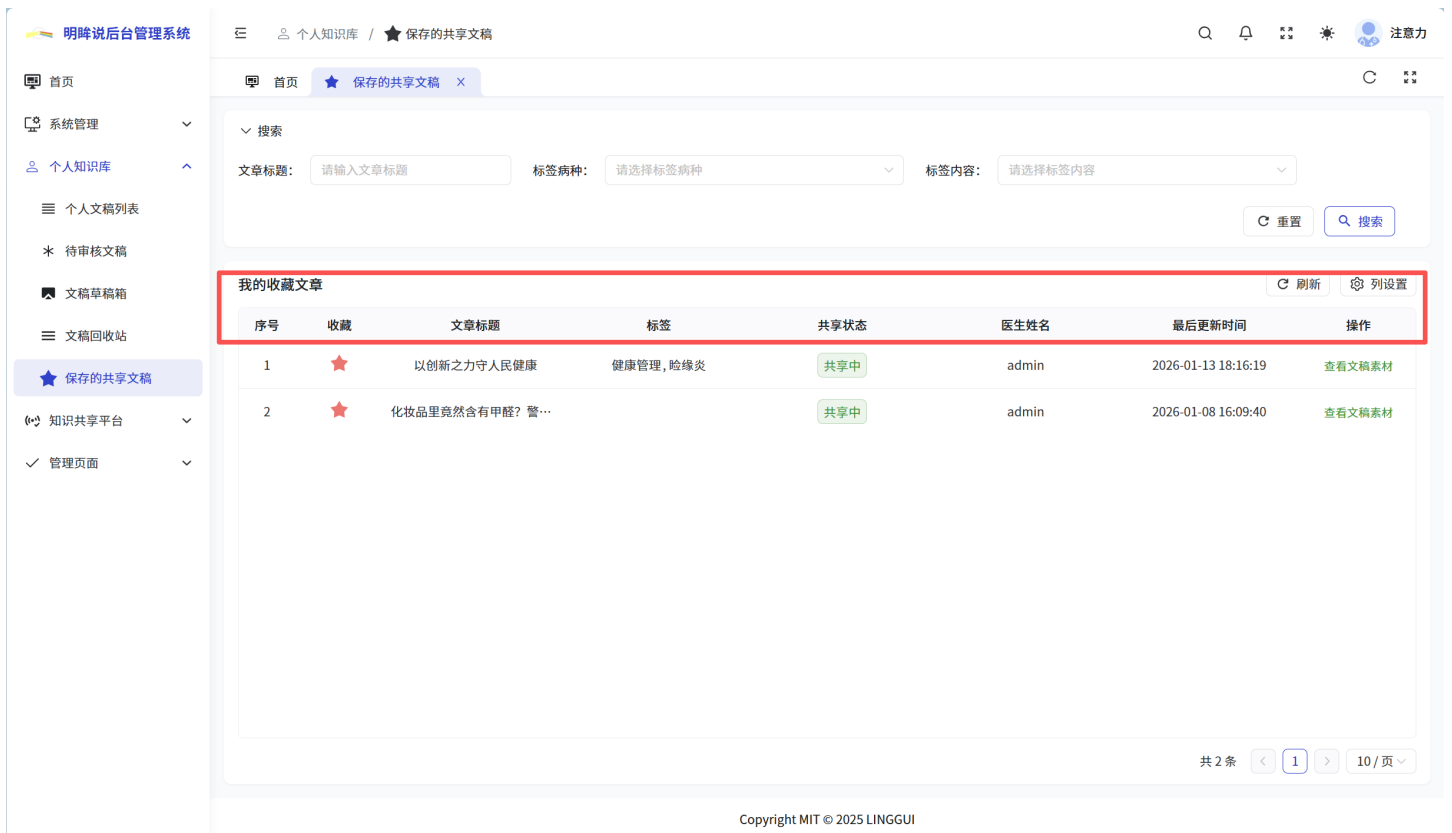 明眸说后台管理系统
个人知识库 / 保存的共享文稿
注意力
首页
系统管理
个人知识库
个人文稿列表
待审核文稿
文稿草稿箱
文稿回收站
保存的共享文稿
知识共享平台
管理页面
首页 保存的共享文稿 X
搜索
文章标题： 请输入文章标题 标签病种： 请选择标签病种 标签内容： 请选择标签内容
重置 搜索
我的收藏文章 刷新 列设置
序号 收藏 文章标题 标签 共享状态 医生姓名 最后更新时间 操作
1 以创新之力守人民健康 健康管理,睑缘炎 共享中 admin 2026-01-13 18:16:19 查看文稿素材
2 化妆品里竟然含有甲醛？警… 共享中 admin 2026-01-08 16:09:40 查看文稿素材
共 2 条 1 10 / 页
Copyright MIT © 2025 LINGGUI